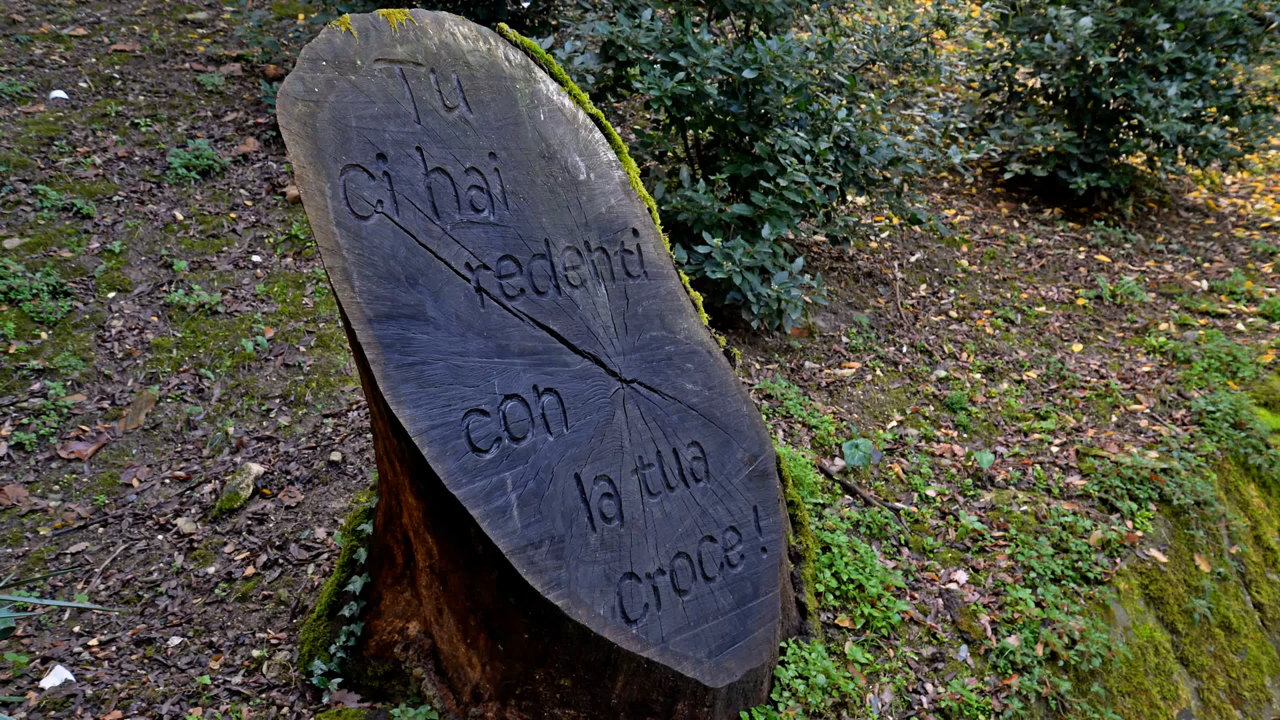 Tu
ci hai
redenti
con
la tua
croce!